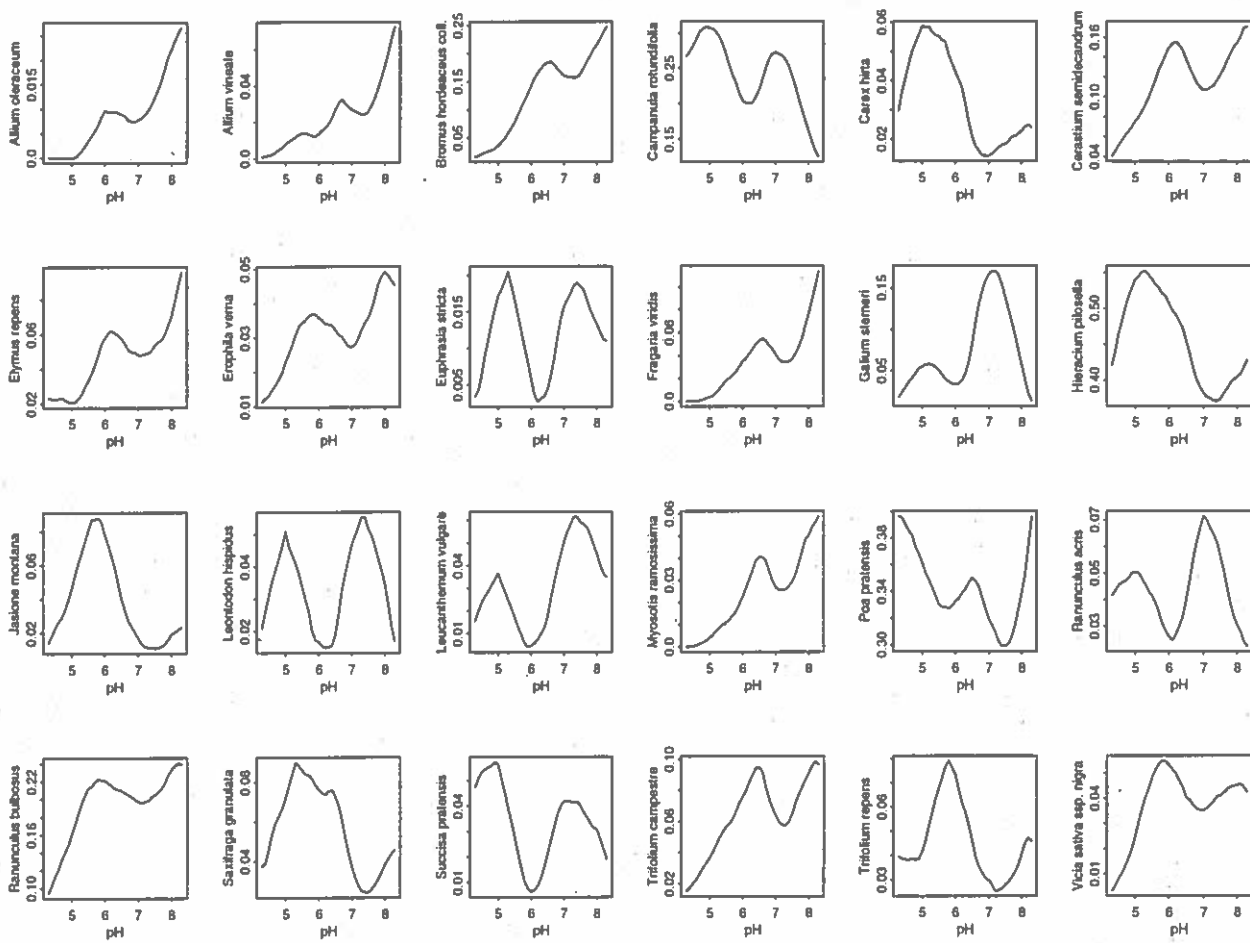 Allium oleraceum
0.0 0.015
5 6 7 8
pH
Allium vineale
0.0 0.04
5 6 7 8
pH
Bromus hordeaceus coll.
0.05 0.15 0.25
5 6 7 8
pH
Campanula rotundifolia
0.15 0.25
5 6 7 8
pH
Carex hirta
0.02 0.04 0.06
5 6 7 8
pH
Cerastium semidecandrum
0.04 0.10 0.16
5 6 7 8
pH
Elymus repens
0.02 0.06
5 6 7 8
pH
Erophila verna
0.01 0.03 0.05
5 6 7 8
pH
Euphrasia stricta
0.005 0.015
5 6 7 8
pH
Fragaria viridis
0.0 0.06
5 6 7 8
pH
Galium sterneri
0.05 0.15
5 6 7 8
pH
Hieracium pilosella
0.40 0.50
5 6 7 8
pH
Jasione montana
0.02 0.06
5 6 7 8
pH
Leontodon hispidus
0.02 0.04
5 6 7 8
pH
Leucanthemum vulgare
0.01 0.04
5 6 7 8
pH
Myosotis ramosissima
0.0 0.03 0.06
5 6 7 8
pH
Poa pratensis
0.30 0.34 0.38
5 6 7 8
pH
Ranunculus acris
0.03 0.05 0.07
5 6 7 8
pH
Ranunculus bulbosus
0.10 0.16 0.22
5 6 7 8
pH
Saxifraga granulata
0.04 0.08
5 6 7 8
pH
Succisa pratensis
0.01 0.04
5 6 7 8
pH
Trifolium campestre
0.02 0.06 0.10
5 6 7 8
pH
Trifolium repens
0.03 0.06
5 6 7 8
pH
Vicia sativa ssp. nigra
0.01 0.04
5 6 7 8
pH